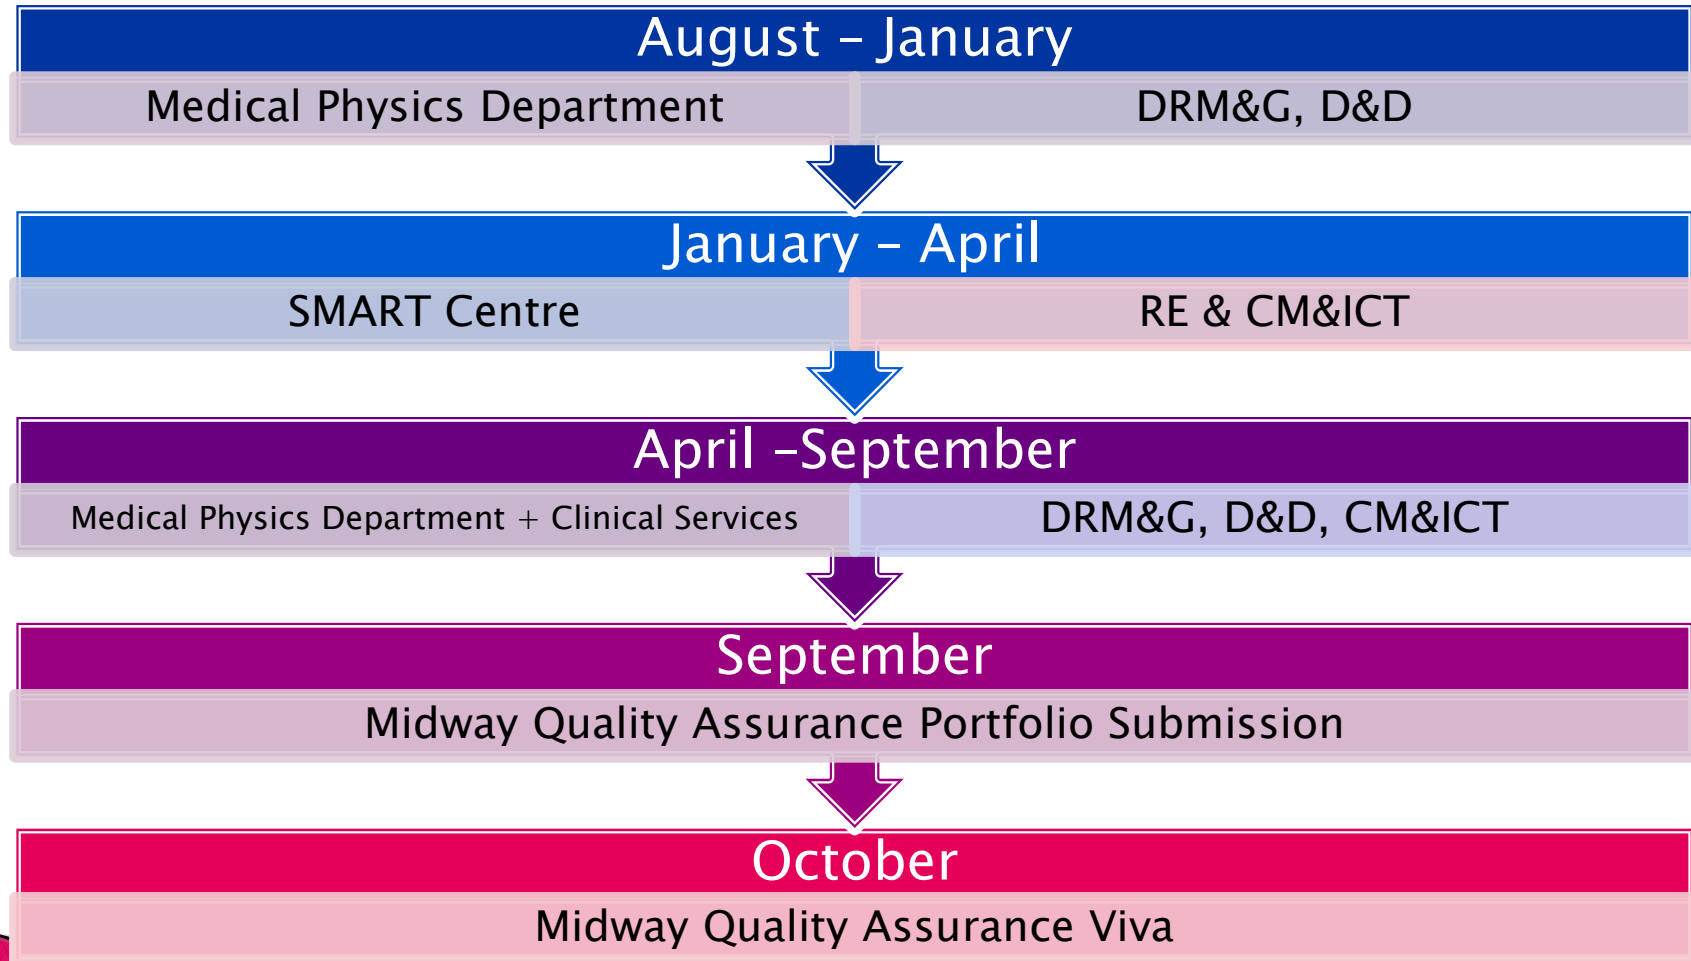 August – January
Medical Physics Department
DRM&G, D&D
January – April
SMART Centre
RE & CM&ICT
April –September
Medical Physics Department + Clinical Services
DRM&G, D&D, CM&ICT
September
Midway Quality Assurance Portfolio Submission
October
Midway Quality Assurance Viva